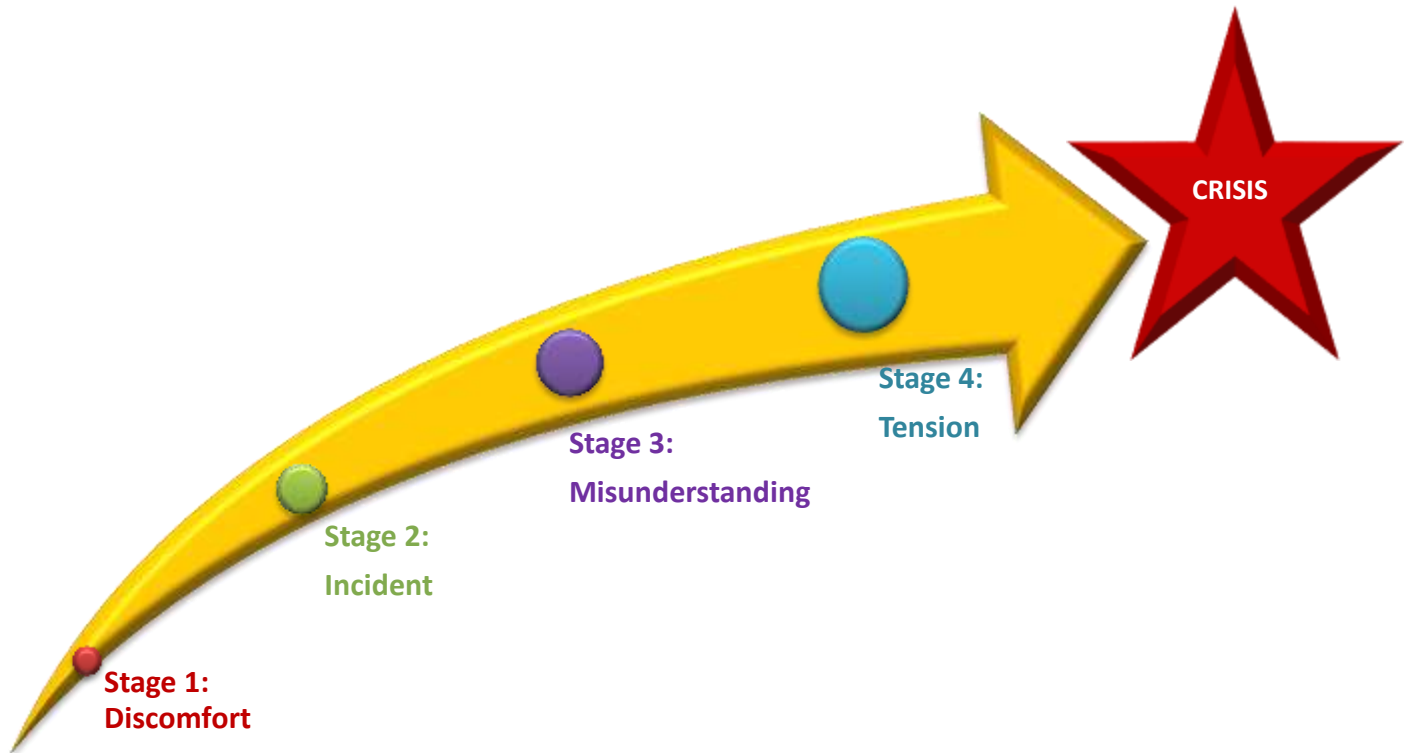 CRISIS
Stage 4:
Tension
Stage 3:
Misunderstanding
Stage 2:
Incident
Stage 1:
Discomfort